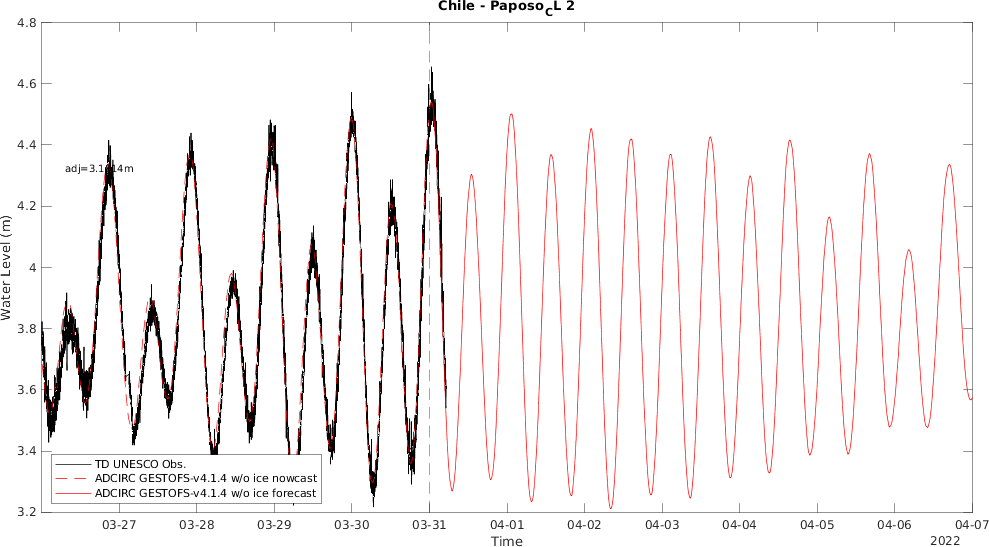 Chile - Paposo_CL 2
4.8
4.6
4.4
4.2
4
3.8
3.6
3.4
3.2
Water Level (m)
TD UNESCO Obs.
ADCIRC GESTOFS-v4.1.4 w/o ice nowcast
ADCIRC GESTOFS-v4.1.4 w/o ice forecast
03-27 03-28 03-29 03-30 03-31 04-01 04-02 04-03 04-04 04-05 04-06 04-07
Time
2022